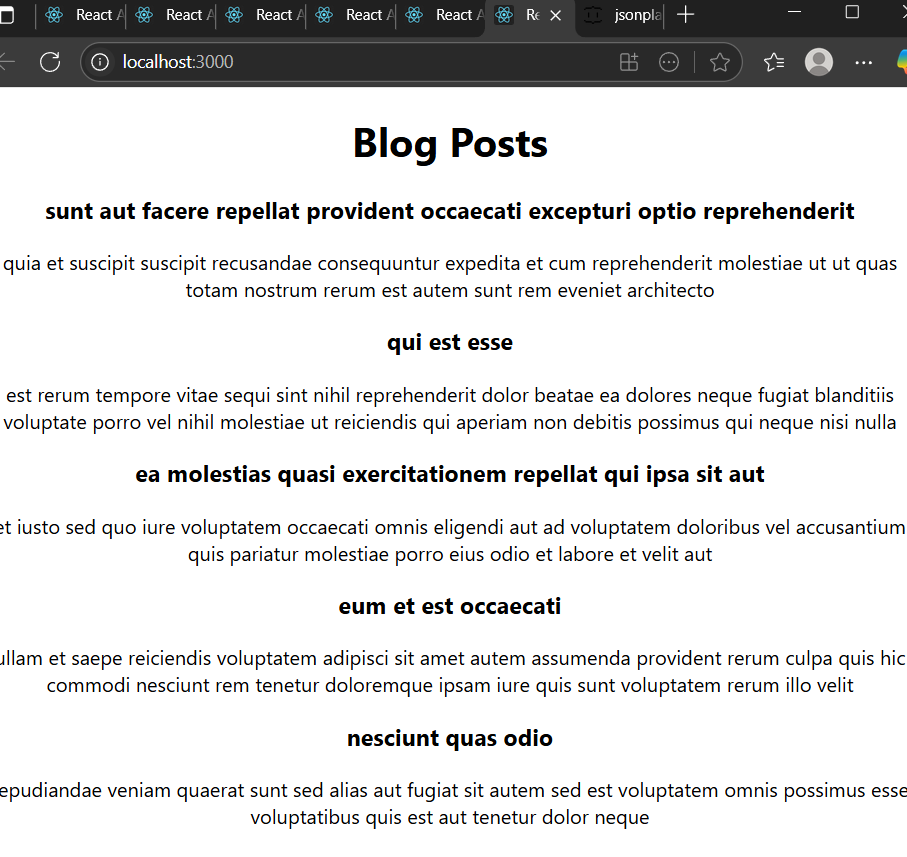 React A React A React A React A React A Re jsonpla
localhost:3000
Blog Posts
sunt aut facere repellat provident occaecati excepturi optio reprehenderit
quia et suscipit suscipit recusandae consequuntur expedita et cum reprehenderit molestiae ut ut quas
totam nostrum rerum est autem sunt rem eveniet architecto
qui est esse
est rerum tempore vitae sequi sint nihil reprehenderit dolor beatae ea dolores neque fugiat blanditiis
voluptate porro vel nihil molestiae ut reiciendis qui aperiam non debitis possimus qui neque nisi nulla
ea molestias quasi exercitationem repellat qui ipsa sit aut
et iusto sed quo iure voluptatem occaecati omnis eligendi aut ad voluptatem doloribus vel accusantium
quis pariatur molestiae porro eius odio et labore et velit aut
eum et est occaecati
ullam et saepe reiciendis voluptatem adipisci sit amet autem assumenda provident rerum culpa quis hic
commodi nesciunt rem tenetur doloremque ipsam iure quis sunt voluptatem rerum illo velit
nesciunt quas odio
epudiandae veniam quaerat sunt sed alias aut fugiat sit autem sed est voluptatem omnis possimus esse
voluptatibus quis est aut tenetur dolor neque